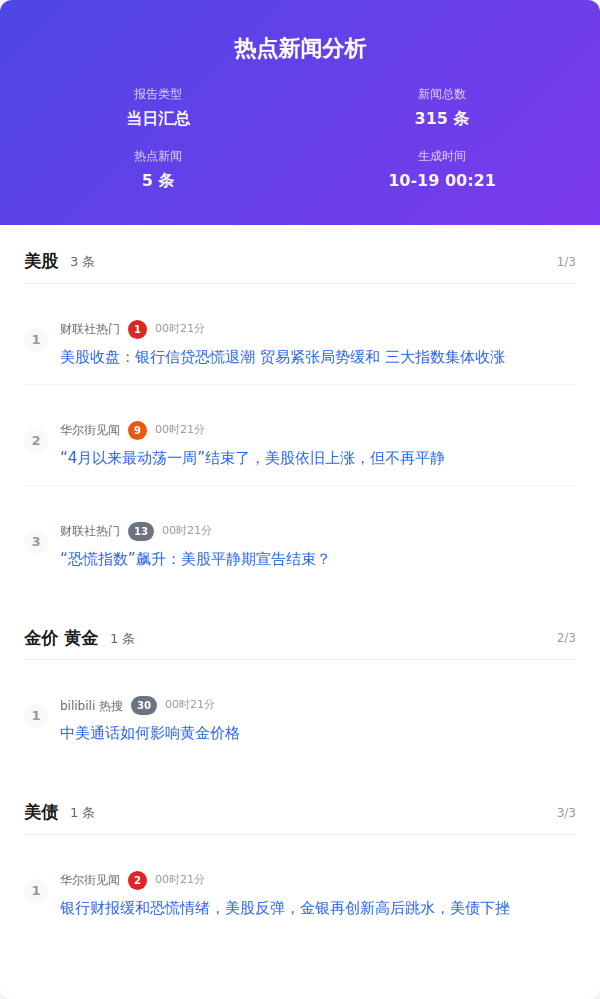 热点新闻分析
报告类型 新闻总数
当日汇总 315 条
热点新闻 生成时间
5 条 10-19 00:21
美股 3 条 1/3
财联社热门 1 00时21分
1
美股收盘：银行信贷恐慌退潮 贸易紧张局势缓和 三大指数集体收涨
华尔街见闻 9 00时21分
2
“4月以来最动荡一周”结束了，美股依旧上涨，但不再平静
财联社热门 13 00时21分
3
“恐慌指数”飙升：美股平静期宣告结束？
金价 黄金 1 条 2/3
bilibili 热搜 30 00时21分
1
中美通话如何影响黄金价格
美债 1 条 3/3
华尔街见闻 2 00时21分
1
银行财报缓和恐慌情绪，美股反弹，金银再创新高后跳水，美债下挫